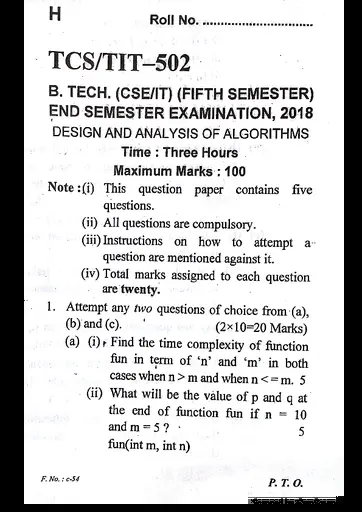 H
Roll No. ..............................
TCS/TIT–502
B. TECH. (CSE/IT) (FIFTH SEMESTER)
END SEMESTER EXAMINATION, 2018
DESIGN AND ANALYSIS OF ALGORITHMS
Time : Three Hours
Maximum Marks : 100
Note :(i) This question paper contains five
questions.
(ii) All questions are compulsory.
(iii) Instructions on how to attempt a
question are mentioned against it.
(iv) Total marks assigned to each question
are twenty.
1. Attempt any two questions of choice from (a),
(b) and (c). (2×10=20 Marks)
(a) (i) Find the time complexity of function
fun in term of ‘n’ and ‘m’ in both
cases when n > m and when n < = m. 5
(ii) What will be the value of p and q at
the end of function fun if n = 10
and m = 5 ? 5
fun(int m, int n)
F. No. : c-54
P. T. O.